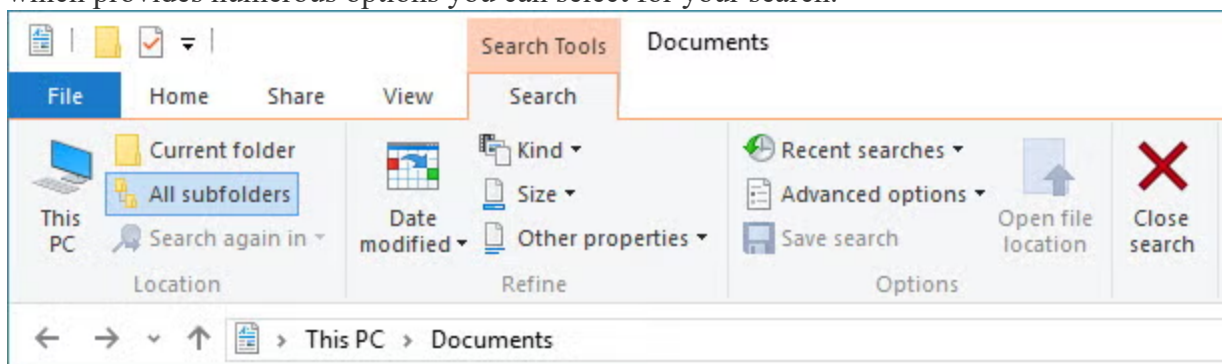 which provides numerous options you can select for your search.
Search Tools Documents
File Home Share View Search
This PC
Current folder
All subfolders
Search again in
Location
Date modified
Kind
Size
Other properties
Refine
Recent searches
Advanced options
Save search
Open file location
Options
Close search
This PC > Documents